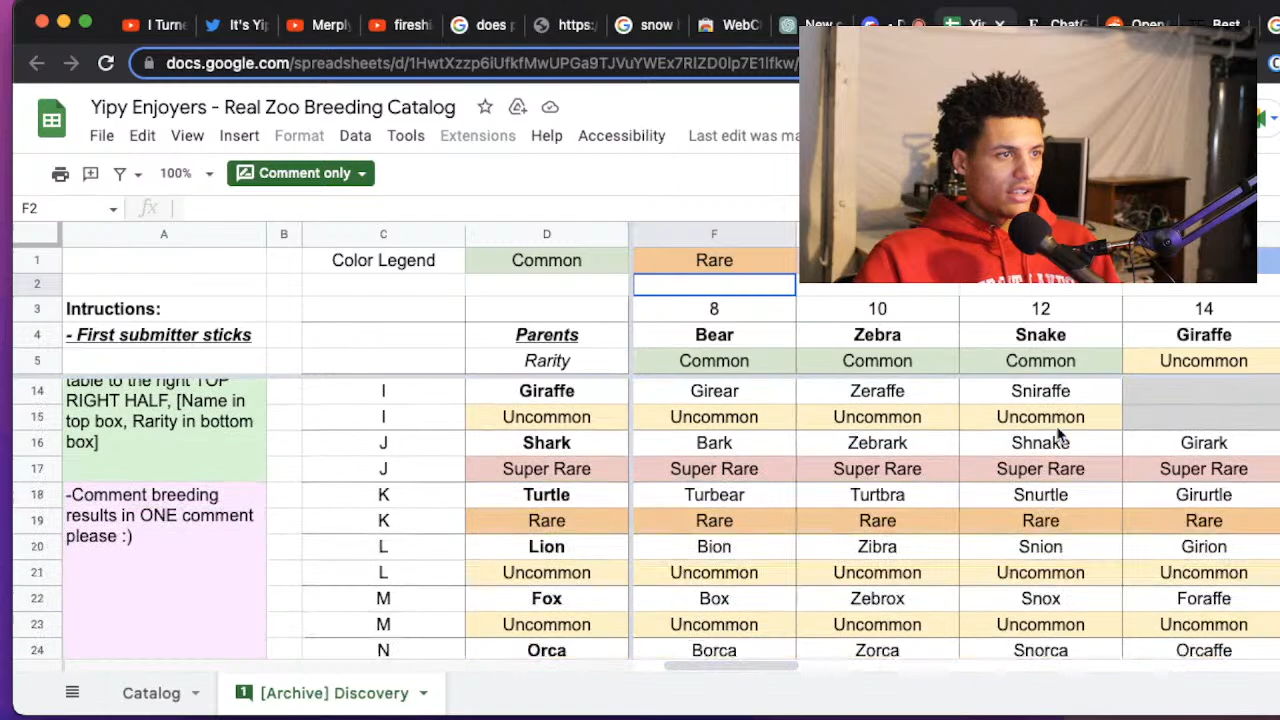 I Turne
It's Yip
Merply
fireshi
does p
https:
snow l
WebC
docs.google.com/spreadsheets/d/1HwtXzzp6iUfkfMwUPGa9TJVuYWEx7RIZD0lp7E1lfkw/
Yipy Enjoyers - Real Zoo Breeding Catalog
File Edit View Insert Format Data Tools Extensions Help Accessibility Last edit was ma
100% Comment only
F2 fx
A B C D F
1 Color Legend Common Rare
2
3 Intructions: 8 10 12 14
4 - First submitter sticks Parents Bear Zebra Snake Giraffe
5 Rarity Common Common Common Uncommon
table to the right TOP
RIGHT HALF, [Name in
top box, Rarity in bottom
box]
-Comment breeding
results in ONE comment
please :)
14 I Giraffe Girear Zeraffe Sniraffe
15 I Uncommon Uncommon Uncommon Uncommon
16 J Shark Bark Zebrark Shnake Girark
17 J Super Rare Super Rare Super Rare Super Rare Super Rare
18 K Turtle Turbear Turtbra Snurtle Girurtle
19 K Rare Rare Rare Rare Rare
20 L Lion Bion Zibra Snion Girion
21 L Uncommon Uncommon Uncommon Uncommon Uncommon
22 M Fox Box Zebrox Snox Foraffe
23 M Uncommon Uncommon Uncommon Uncommon Uncommon
24 N Orca Borca Zorca Snorca Orcaffe
Catalog 1 [Archive] Discovery